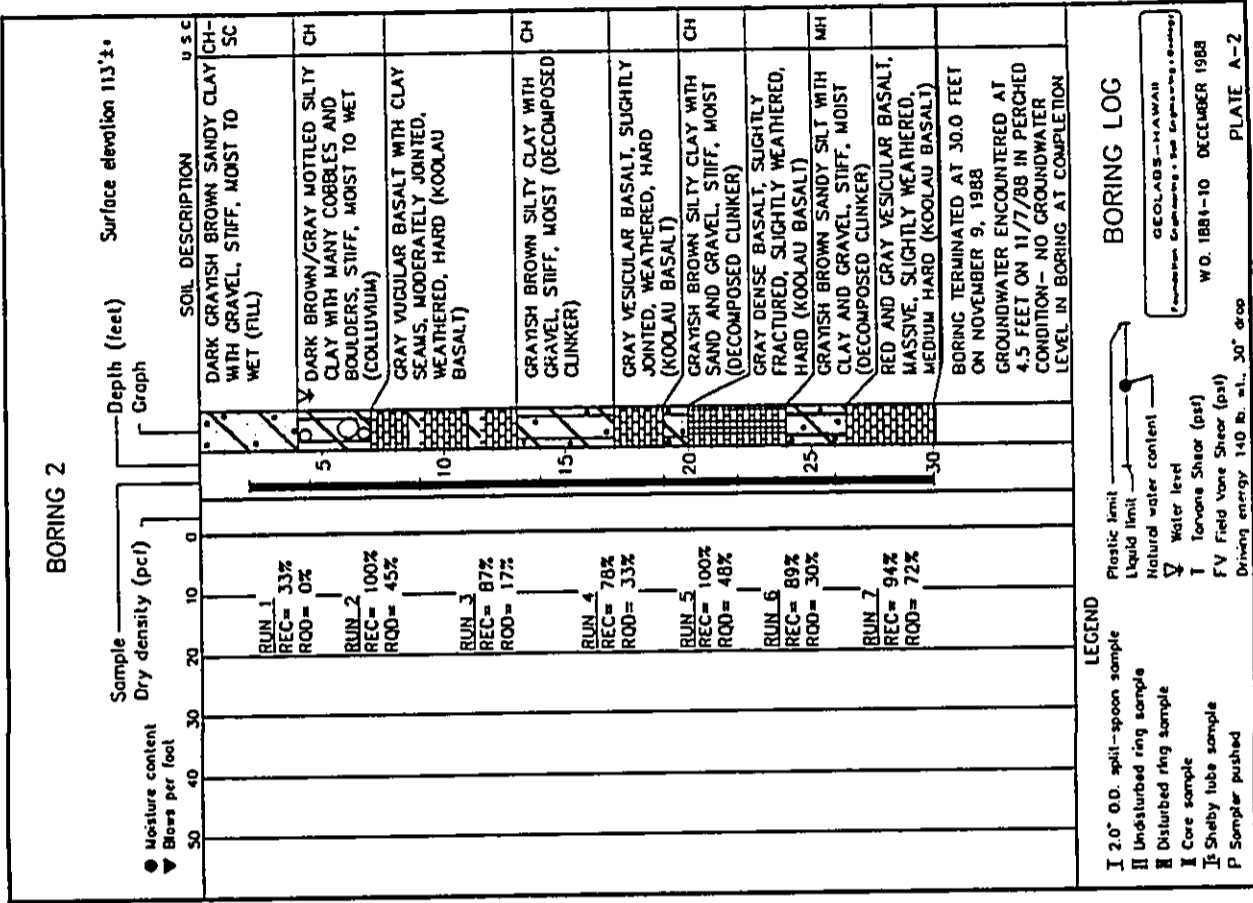 BORING 2
Sample
Dry density (pcf)
Depth (feet)
Graph
Surface elevation 113'±
● Moisture content
▼ Blows per foot
50 40 30 20 10 0
SOIL DESCRIPTION
U S C
DARK GRAYISH BROWN SANDY CLAY
WITH GRAVEL, STIFF, MOIST TO
WET (FILL)
CH-
SC
DARK BROWN/GRAY MOTTLED SILTY
CLAY WITH MANY COBBLES AND
BOULDERS, STIFF, MOIST TO WET
(COLLUVIUM)
CH
GRAY VUGULAR BASALT WITH CLAY
SEAMS, MODERATELY JOINTED,
WEATHERED, HARD (KOOLAU
BASALT)
GRAYISH BROWN SILTY CLAY WITH
GRAVEL, STIFF, MOIST (DECOMPOSED
CLINKER)
CH
GRAY VESICULAR BASALT, SLIGHTLY
JOINTED, WEATHERED, HARD
(KOOLAU BASALT)
GRAYISH BROWN SILTY CLAY WITH
SAND AND GRAVEL, STIFF, MOIST
(DECOMPOSED CLINKER)
CH
GRAY DENSE BASALT, SLIGHTLY
FRACTURED, SLIGHTLY WEATHERED,
HARD (KOOLAU BASALT)
GRAYISH BROWN SANDY SILT WITH
CLAY AND GRAVEL, STIFF, MOIST
(DECOMPOSED CLINKER)
MH
RED AND GRAY VESICULAR BASALT,
MASSIVE, SLIGHTLY WEATHERED,
MEDIUM HARD (KOOLAU BASALT)
BORING TERMINATED AT 30.0 FEET
ON NOVEMBER 9, 1988
GROUNDWATER ENCOUNTERED AT
4.5 FEET ON 11/7/88 IN PERCHED
CONDITION- NO GROUNDWATER
LEVEL IN BORING AT COMPLETION
5
10
15
20
25
30
RUN 1
REC= 33%
RQD= 0%
RUN 2
REC= 100%
RQD= 45%
RUN 3
REC= 87%
RQD= 17%
RUN 4
REC= 78%
RQD= 33%
RUN 5
REC= 100%
RQD= 48%
RUN 6
REC= 89%
RQD= 30%
RUN 7
REC= 94%
RQD= 72%
LEGEND
2.0" O.D. split-spoon sample
Undisturbed ring sample
Disturbed ring sample
Core sample
Shelby tube sample
P Sampler pushed
Plastic limit
Liquid limit
Natural water content
Water level
T Torvane Shear (psf)
FV Field Vane Shear (psf)
Driving energy 140 lb. wt., 30" drop
BORING LOG
GEOLABS-HAWAII
W.O. 1884-10 DECEMBER 1988
PLATE A-2